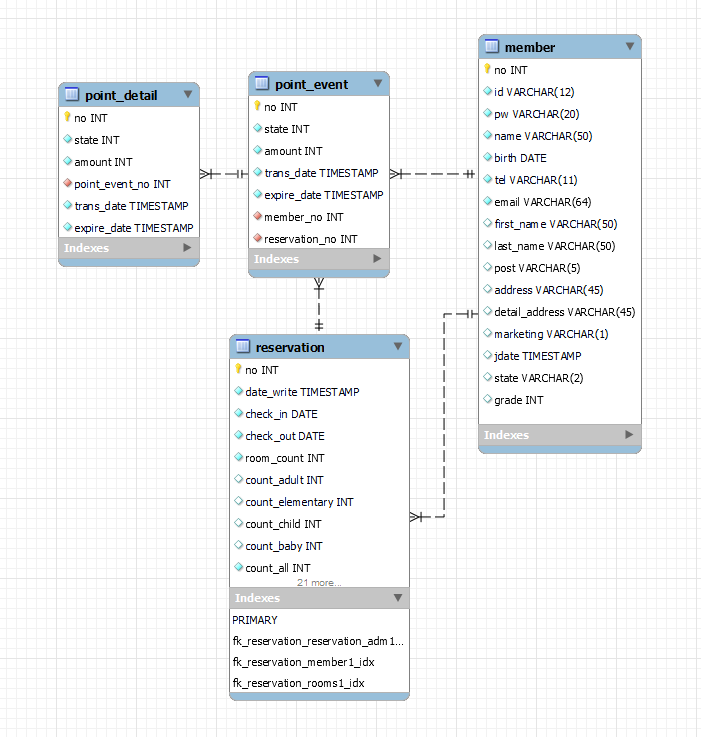 point_detail
no INT
state INT
amount INT
point_event_no INT
trans_date TIMESTAMP
expire_date TIMESTAMP
Indexes
point_event
no INT
state INT
amount INT
trans_date TIMESTAMP
expire_date TIMESTAMP
member_no INT
reservation_no INT
Indexes
member
no INT
id VARCHAR(12)
pw VARCHAR(20)
name VARCHAR(50)
birth DATE
tel VARCHAR(11)
email VARCHAR(64)
first_name VARCHAR(50)
last_name VARCHAR(50)
post VARCHAR(5)
address VARCHAR(45)
detail_address VARCHAR(45)
marketing VARCHAR(1)
jdate TIMESTAMP
state VARCHAR(2)
grade INT
Indexes
reservation
no INT
date_write TIMESTAMP
check_in DATE
check_out DATE
room_count INT
count_adult INT
count_elementary INT
count_child INT
count_baby INT
count_all INT
21 more...
Indexes
PRIMARY
fk_reservation_reservation_adm1...
fk_reservation_member1_idx
fk_reservation_rooms1_idx